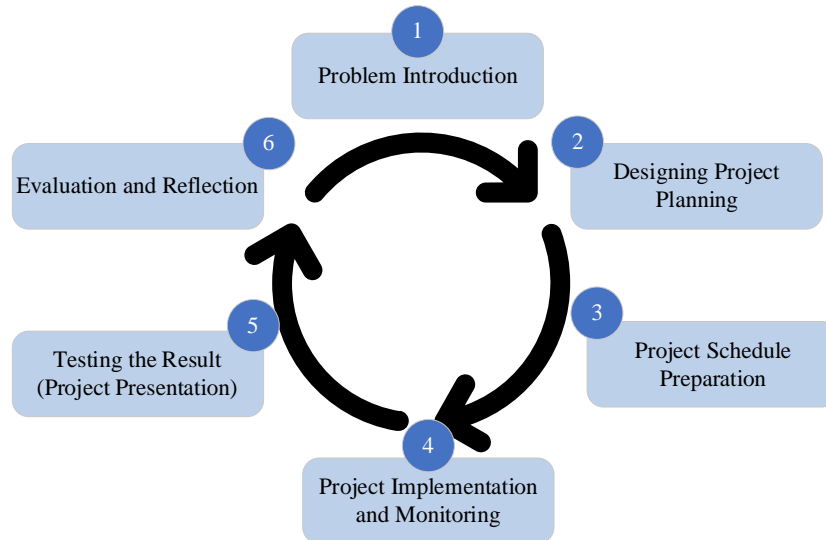 1
Problem Introduction
2
Designing Project
Planning
3
Project Schedule
Preparation
4
Project Implementation
and Monitoring
5
Testing the Result
(Project Presentation)
6
Evaluation and Reflection